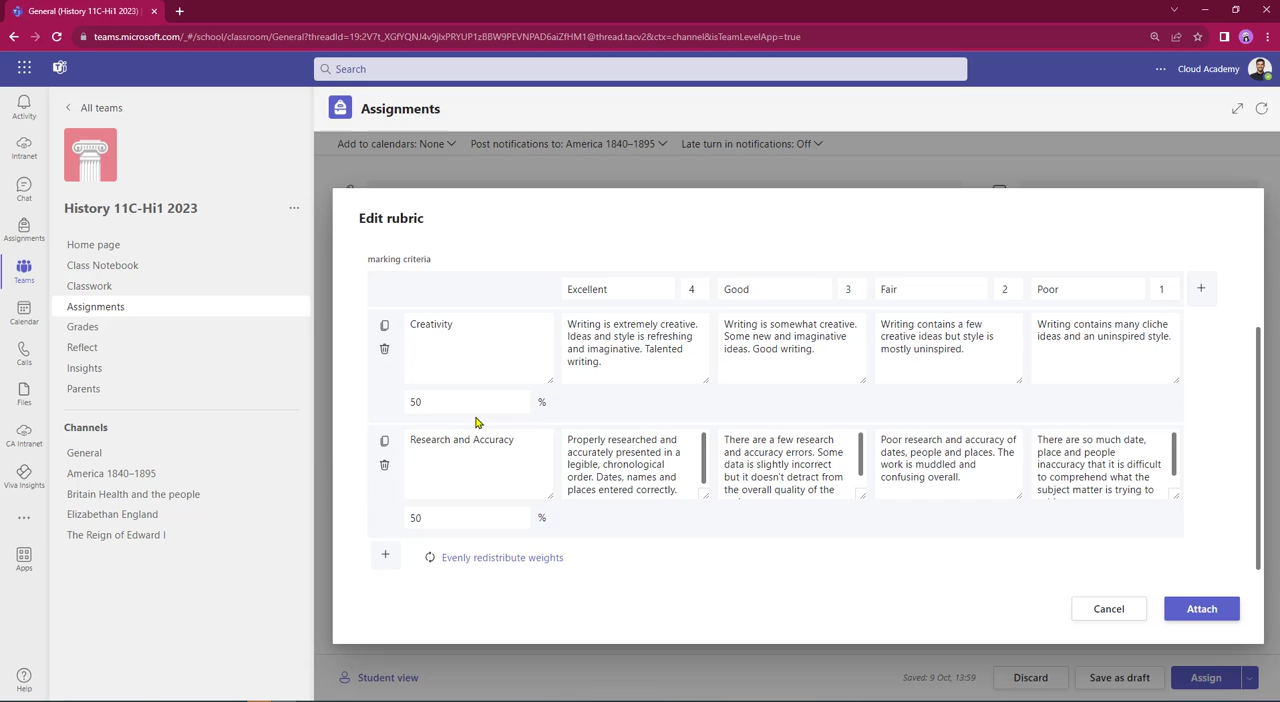 General (History 11C-Hi1 2023)
teams.microsoft.com/_#/school/classroom/General?threadId=19:2V7t_XGfYQNJ4v9jlxPRYUP1zBBW9PEVNPAD6aiZfHM1@thread.tacv2&ctx=channel&isTeamLevelApp=true
Search
Cloud Academy
Activity
Intranet
Chat
Assignments
Teams
Calendar
Calls
Files
CA Intranet
Viva Insights
Apps
Help
All teams
History 11C-Hi1 2023
Home page
Class Notebook
Classwork
Assignments
Grades
Reflect
Insights
Parents
Channels
General
America 1840–1895
Britain Health and the people
Elizabethan England
The Reign of Edward I
Assignments
Add to calendars: None Post notifications to: America 1840–1895 Late turn in notifications: Off
Edit rubric
marking criteria
Excellent 4 Good 3 Fair 2 Poor 1
Creativity
Writing is extremely creative.
Ideas and style is refreshing
and imaginative. Talented
writing.
Writing is somewhat creative.
Some new and imaginative
ideas. Good writing.
Writing contains a few
creative ideas but style is
mostly uninspired.
Writing contains many cliche
ideas and an uninspired style.
50 %
Research and Accuracy
Properly researched and
accurately presented in a
legible, chronological
order. Dates, names and
places entered correctly.
There are a few research
and accuracy errors. Some
data is slightly incorrect
but it doesn't detract from
the overall quality of the
Poor research and accuracy of
dates, people and places. The
work is muddled and
confusing overall.
There are so much date,
place and people
inaccuracy that it is difficult
to comprehend what the
subject matter is trying to
50 %
Evenly redistribute weights
Cancel Attach
Student view Saved: 9 Oct, 13:59 Discard Save as draft Assign